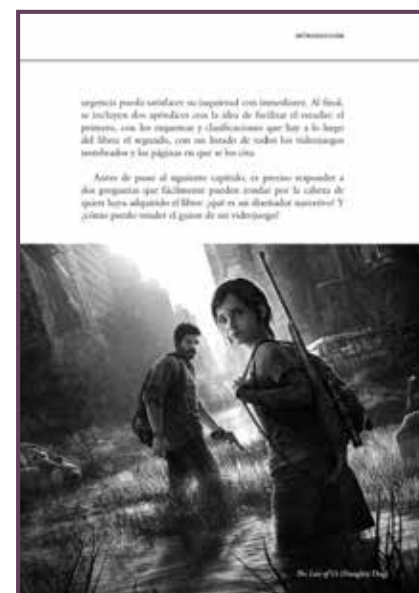 INTRODUCCIÓN
urgencia pueda satisfacer su inquietud con inmediatez. Al final,
se incluyen dos apéndices con la idea de facilitar el estudio: el
primero, con los esquemas y clasificaciones que hay a lo largo
del libro; el segundo, con un listado de todos los videojuegos
nombrados y las páginas en que se los cita.
Antes de pasar al siguiente capítulo, es preciso responder a
dos preguntas que fácilmente pueden rondar por la cabeza de
quien haya adquirido el libro: ¿qué es un diseñador narrativo? Y
¿cómo puedo vender el guion de un videojuego?
The Last of Us (Naughty Dog)